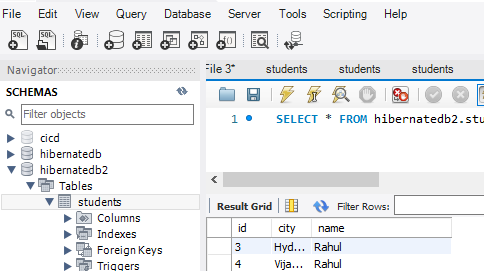 File Edit View Query Database Server Tools Scripting Help
SQL SQL
Navigator
SCHEMAS
Filter objects
cicd
hibernatedb
hibernatedb2
Tables
students
Columns
Indexes
Foreign Keys
Triggers
File 3* students students students
1 SELECT * FROM hibernatedb2.stu
Result Grid Filter Rows:
id city name
3 Hyd... Rahul
4 Vija... Rahul